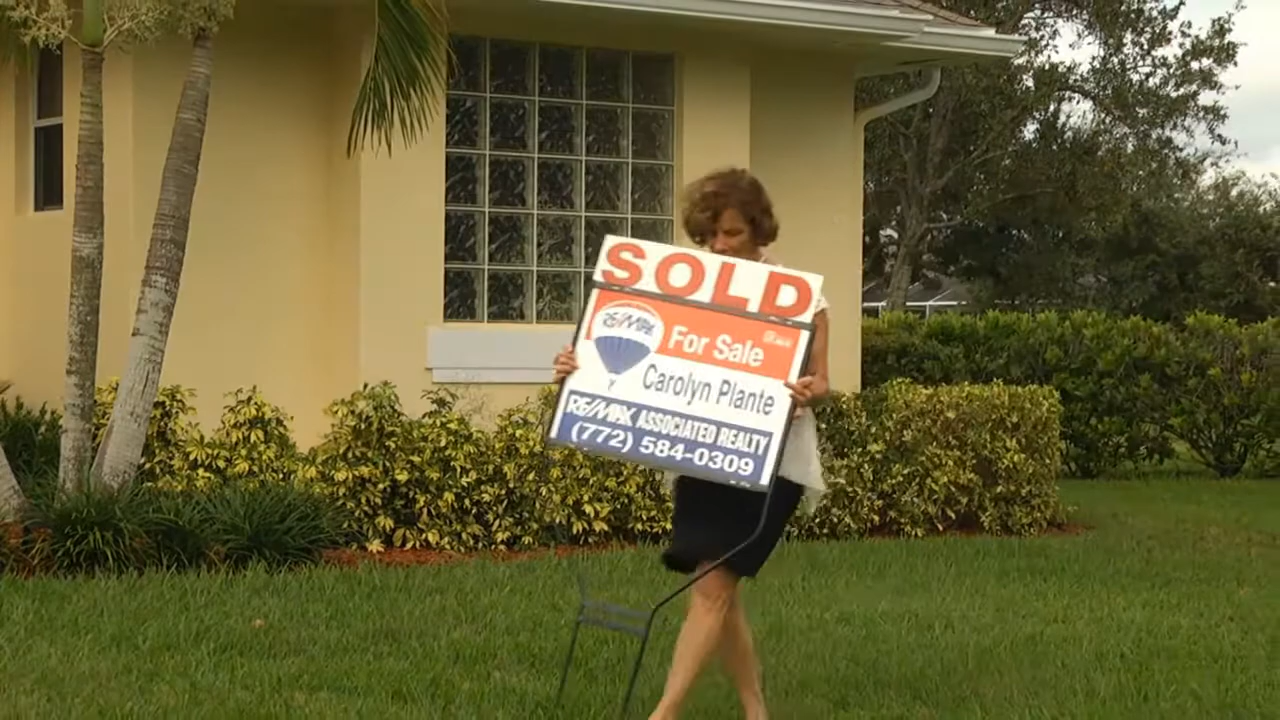 SOLD
RE/MAX
For Sale
Carolyn Plante
RE/MAX ASSOCIATED REALTY
(772) 584-0309